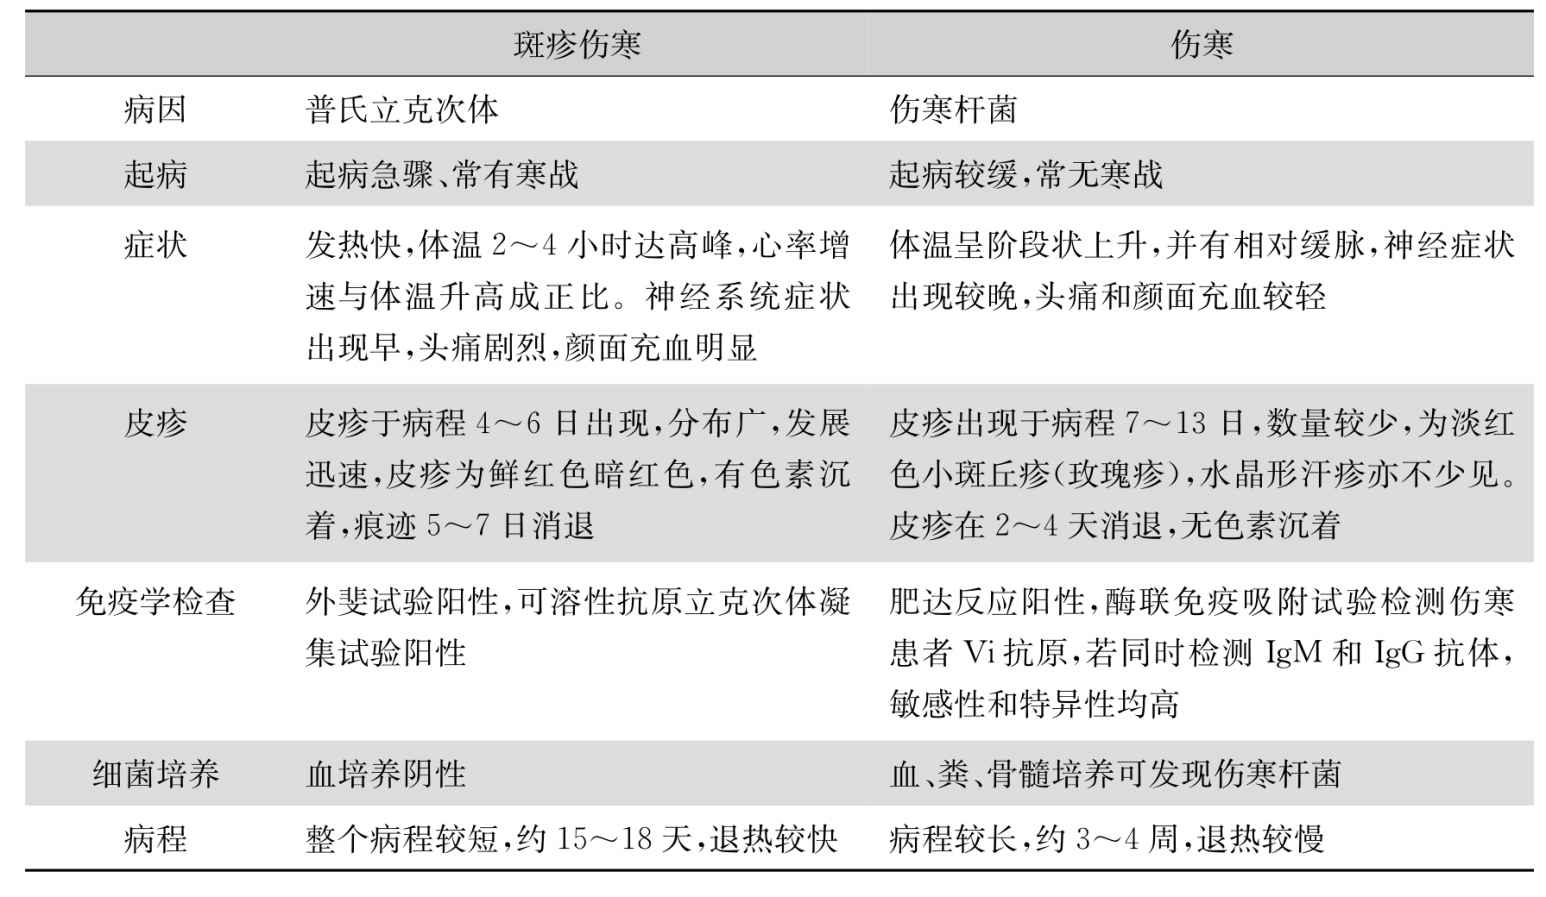 斑疹伤寒 伤寒
病因 普氏立克次体 伤寒杆菌
起病 起病急骤、常有寒战 起病较缓,常无寒战
症状 发热快,体温 2～4 小时达高峰,心率增 体温呈阶段状上升,并有相对缓脉,神经症状
速与体温升高成正比。神经系统症状 出现较晚,头痛和颜面充血较轻
出现早,头痛剧烈,颜面充血明显
皮疹 皮疹于病程 4～6 日出现,分布广,发展 皮疹出现于病程 7～13 日,数量较少,为淡红
迅速,皮疹为鲜红色暗红色,有色素沉 色小斑丘疹(玫瑰疹),水晶形汗疹亦不少见。
着,痕迹 5～7 日消退 皮疹在 2～4 天消退,无色素沉着
免疫学检查 外斐试验阳性,可溶性抗原立克次体凝 肥达反应阳性,酶联免疫吸附试验检测伤寒
集试验阳性 患者 Vi 抗原,若同时检测 IgM 和 IgG 抗体,
敏感性和特异性均高
细菌培养 血培养阴性 血、粪、骨髓培养可发现伤寒杆菌
病程 整个病程较短,约 15～18 天,退热较快 病程较长,约 3～4 周,退热较慢